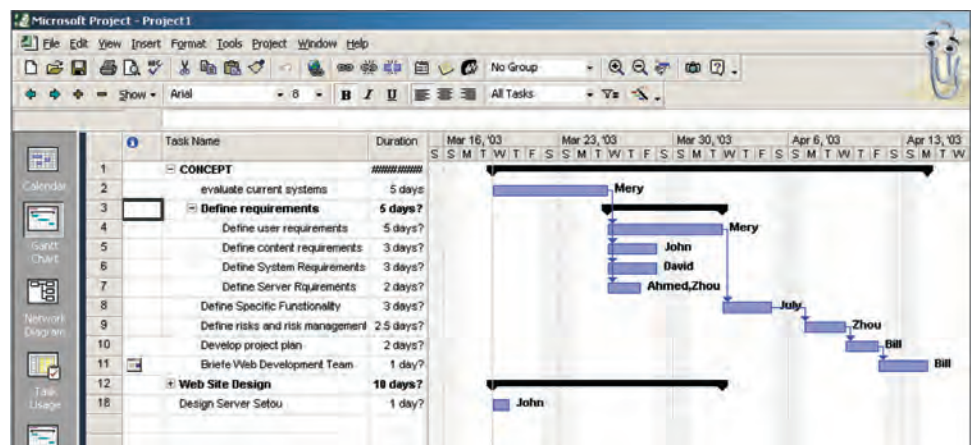 Microsoft Project - Project1
File Edit View Insert Format Tools Project Window Help
No Group
Show Arial 8 B I U All Tasks
Task Name Duration Mar 16, '03 Mar 23, '03 Mar 30, '03 Apr 6, '03 Apr 13, '03
S S M T W T F S S M T W T F S S M T W T F S S M T W T F S S M T W
1 CONCEPT ########
2 evaluate current systems 5 days Mery
3 Define requirements 5 days?
4 Define user requirements 5 days? Mery
5 Define content requirements 3 days? John
6 Define System Requirements 3 days? David
7 Define Server Rquirements 2 days? Ahmed,Zhou
8 Define Specific Funstionality 3 days? July
9 Define risks and risk management 2.5 days? Zhou
10 Develop project plan 2 days? Bill
11 Briefe Web Development Team 1 day? Bill
12 Web Site Design 10 days?
18 Design Server Setou 1 day? John
Calendar
Gantt
Chart
Network
Diagram
Task
Usage